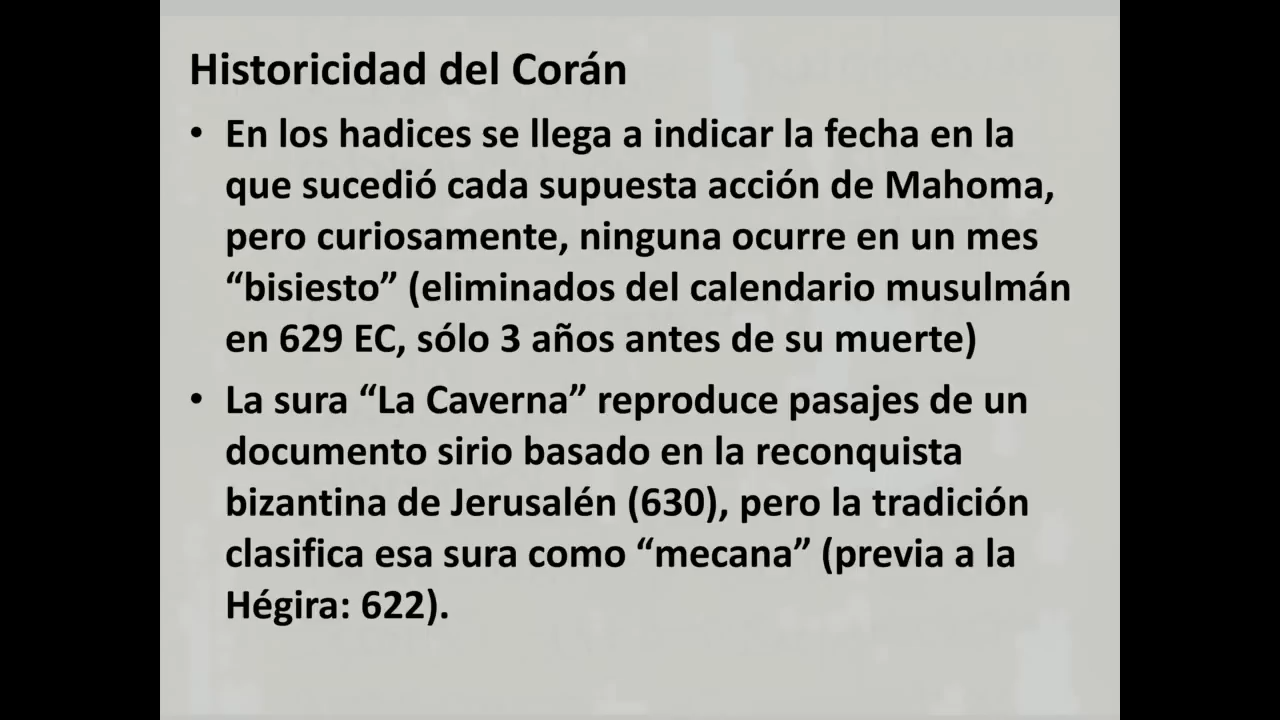 Historicidad del Corán
• En los hadices se llega a indicar la fecha en la
que sucedió cada supuesta acción de Mahoma,
pero curiosamente, ninguna ocurre en un mes
“bisiesto” (eliminados del calendario musulmán
en 629 EC, sólo 3 años antes de su muerte)
• La sura “La Caverna” reproduce pasajes de un
documento sirio basado en la reconquista
bizantina de Jerusalén (630), pero la tradición
clasifica esa sura como “mecana” (previa a la
Hégira: 622).